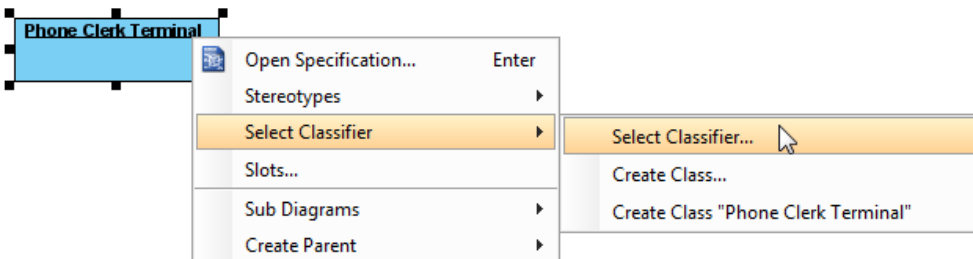 Phone Clerk Terminal
Open Specification... Enter
Stereotypes
Select Classifier
Select Classifier...
Slots...
Create Class...
Sub Diagrams
Create Class "Phone Clerk Terminal"
Create Parent